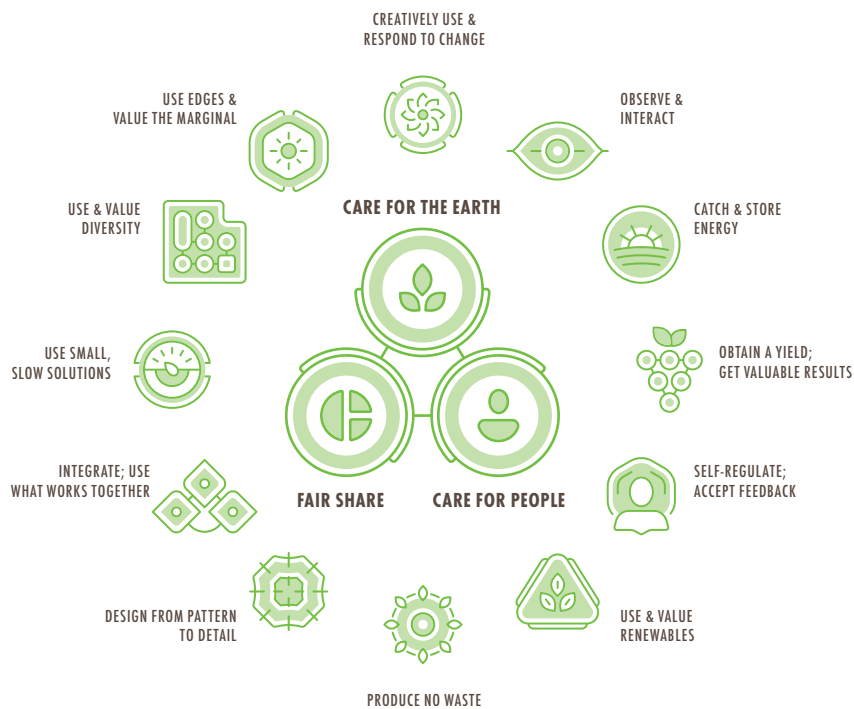 CREATIVELY USE &
RESPOND TO CHANGE
OBSERVE &
INTERACT
CATCH & STORE
ENERGY
OBTAIN A YIELD;
GET VALUABLE RESULTS
SELF-REGULATE;
ACCEPT FEEDBACK
USE & VALUE
RENEWABLES
PRODUCE NO WASTE
DESIGN FROM PATTERN
TO DETAIL
INTEGRATE; USE
WHAT WORKS TOGETHER
USE SMALL,
SLOW SOLUTIONS
USE & VALUE
DIVERSITY
USE EDGES &
VALUE THE MARGINAL
CARE FOR THE EARTH
FAIR SHARE
CARE FOR PEOPLE